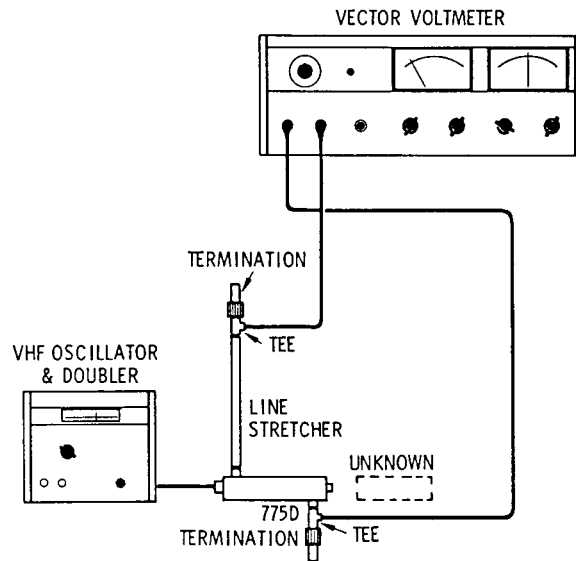 VECTOR VOLTMETER
TERMINATION
TEE
VHF OSCILLATOR
& DOUBLER
LINE
STRETCHER
UNKNOWN
775D
TERMINATION
TEE